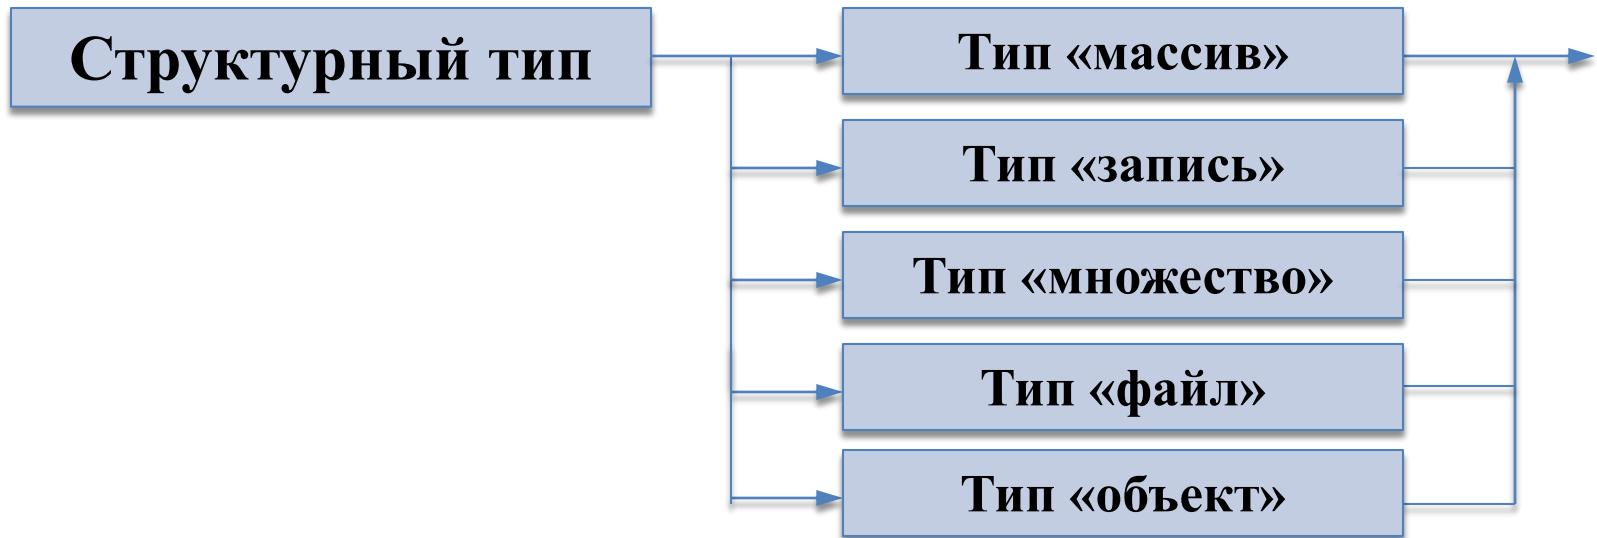 Структурный тип
Тип «массив»
Тип «запись»
Тип «множество»
Тип «файл»
Тип «объект»